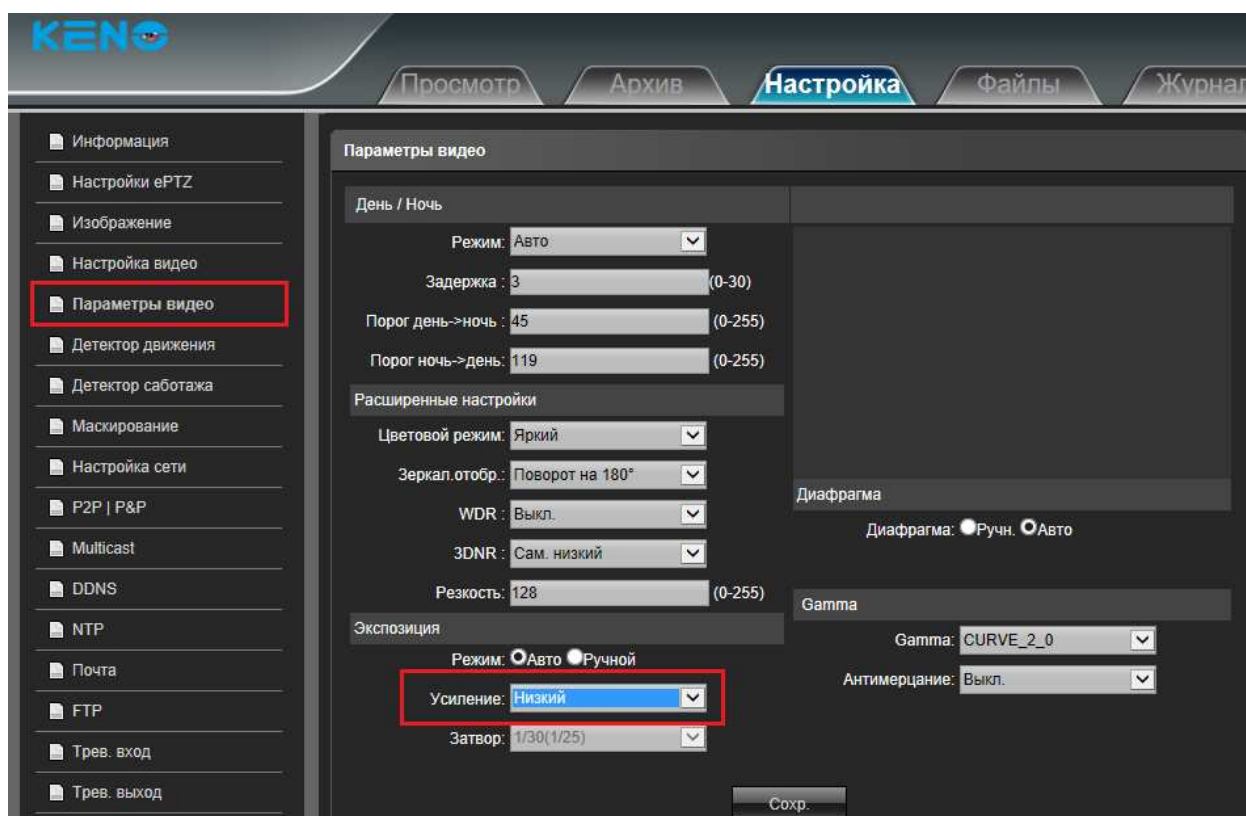 KENO
Просмотр Архив Настройка Файлы Журнал
Информация
Настройки ePTZ
Изображение
Настройка видео
Параметры видео
Детектор движения
Детектор саботажа
Маскирование
Настройка сети
P2P | P&P
Multicast
DDNS
NTP
Почта
FTP
Трев. вход
Трев. выход
Параметры видео
День / Ночь
Режим: Авто
Задержка : 3 (0-30)
Порог день->ночь : 45 (0-255)
Порог ночь->день: 119 (0-255)
Расширенные настройки
Цветовой режим: Яркий
Зеркал.отобр.: Поворот на 180°
WDR : Выкл.
3DNR : Сам. низкий
Резкость: 128 (0-255)
Экспозиция
Режим: Авто Ручной
Усиление: Низкий
Затвор: 1/30(1/25)
Диафрагма
Диафрагма: Ручн. Авто
Gamma
Gamma: CURVE_2_0
Антимерцание: Выкл.
Сохр.